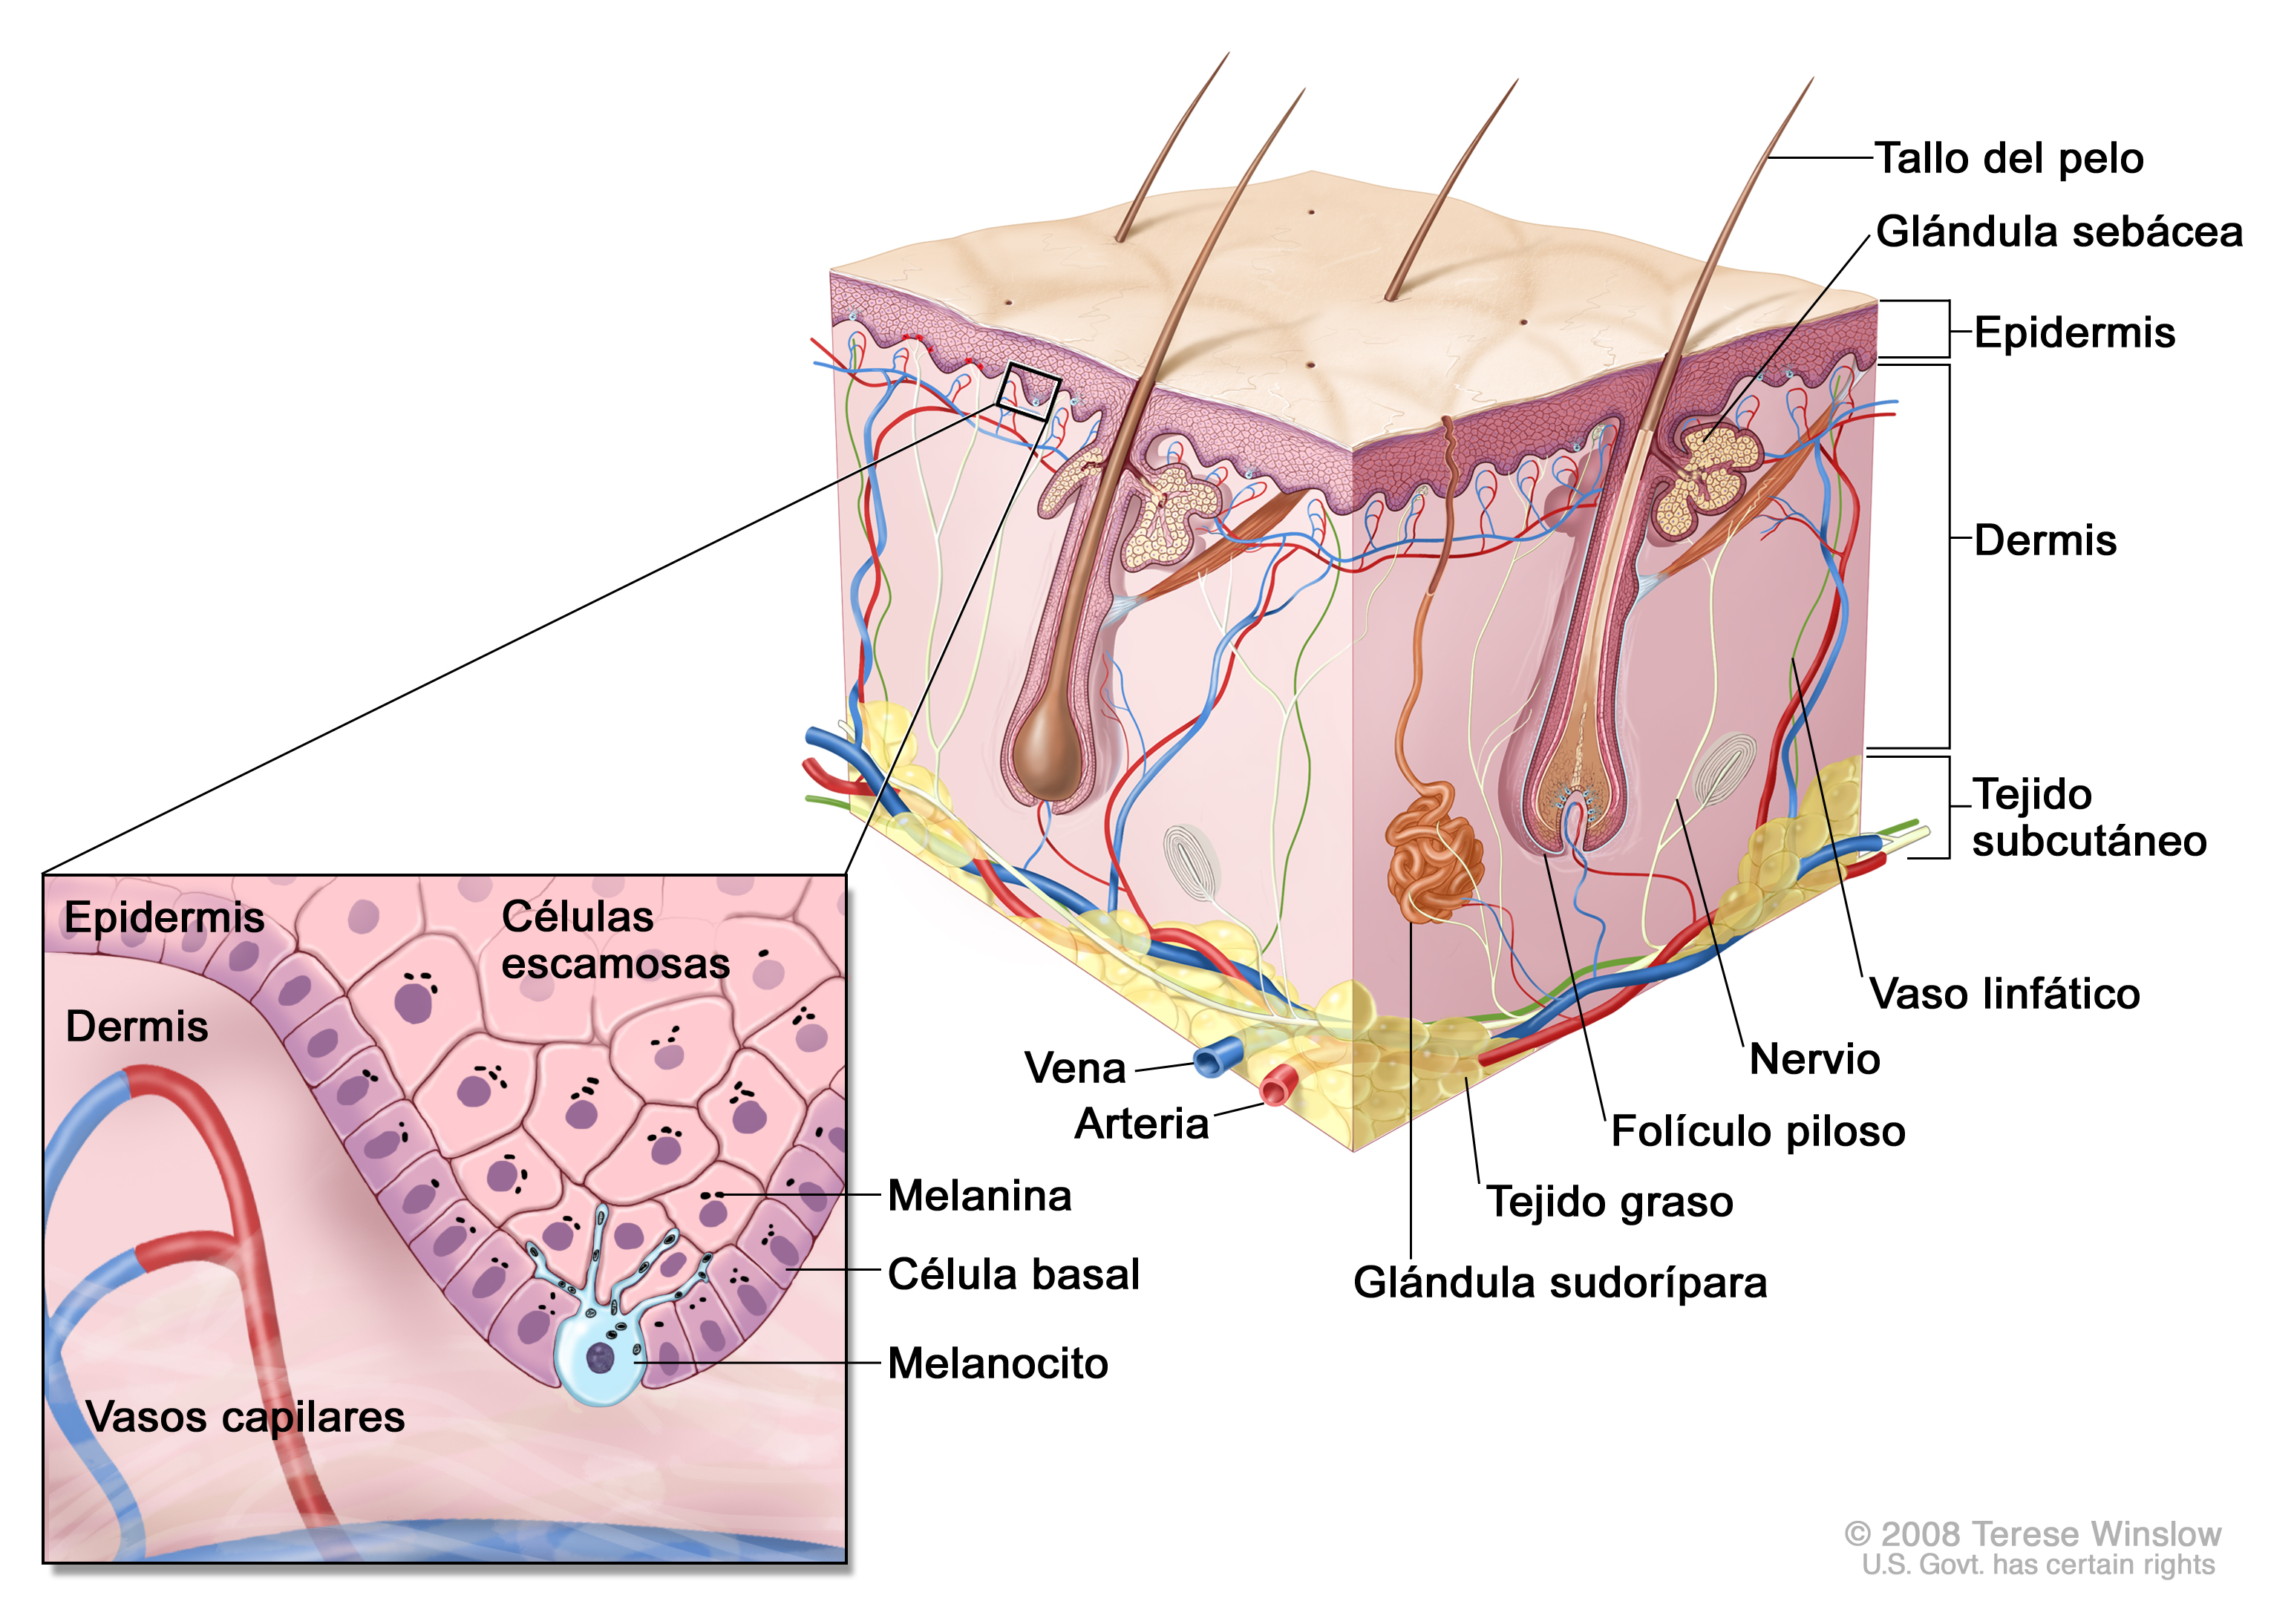 Tallo del pelo
Glándula sebácea
Epidermis
Dermis
Tejido
subcutáneo
Epidermis
Células
escamosas
Dermis
Vasos capilares
Vena
Arteria
Melanina
Célula basal
Melanocito
Vaso linfático
Nervio
Folículo piloso
Tejido graso
Glándula sudorípara
© 2008 Terese Winslow
U.S. Govt. has certain rights